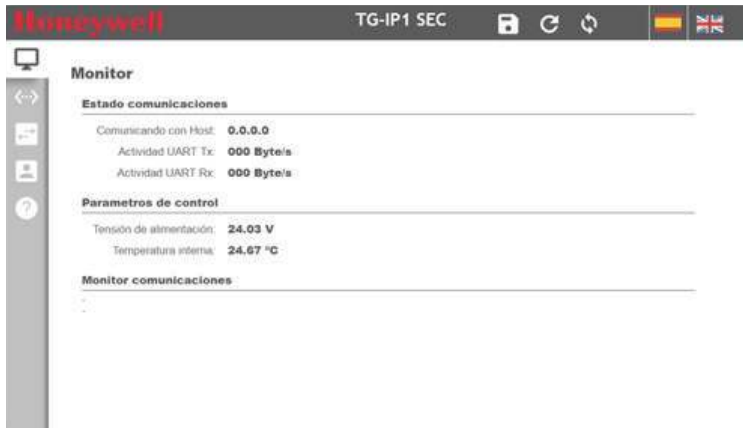 Honeywell
TG-IP1 SEC
Monitor
Estado comunicaciones
Comunicando con Host: 0.0.0.0
Actividad UART Tx: 000 Byte/s
Actividad UART Rx: 000 Byte/s
Parametros de control
Tensión de alimentación: 24.03 V
Temperatura interna: 24.67 ºC
Monitor comunicaciones
-
-